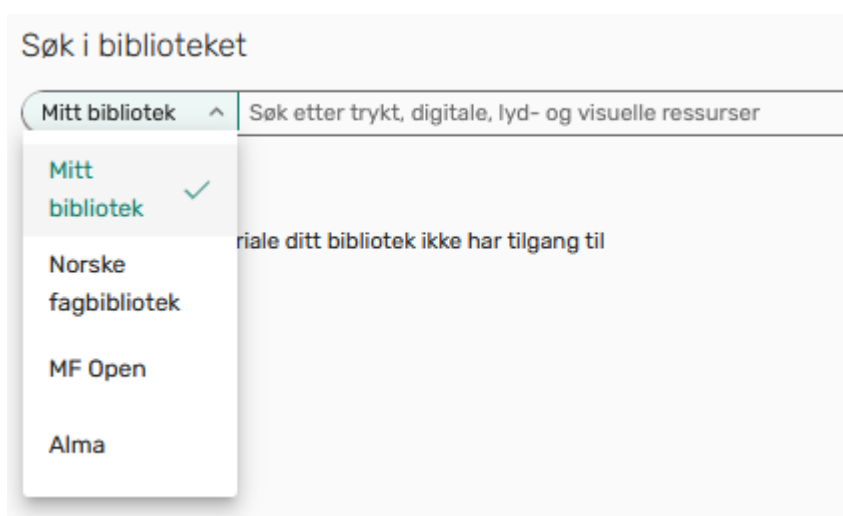 Søk i biblioteket
Mitt bibliotek
Søk etter trykt, digitale, lyd- og visuelle ressurser
Mitt
bibliotek
riale ditt bibliotek ikke har tilgang til
Norske
fagbibliotek
MF Open
Alma